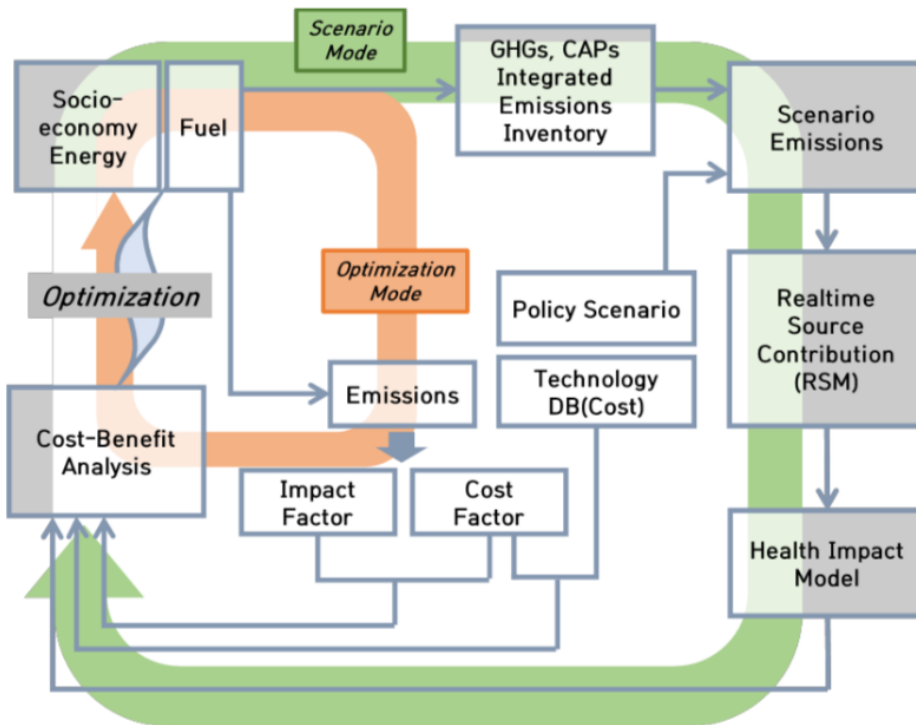 Scenario
Mode
GHGs, CAPs
Integrated
Emissions
Inventory
Socio-
economy
Energy
Fuel
Scenario
Emissions
Optimization
Optimization
Mode
Policy Scenario
Realtime
Source
Contribution
(RSM)
Technology
DB(Cost)
Emissions
Cost-Benefit
Analysis
Impact
Factor
Cost
Factor
Health Impact
Model